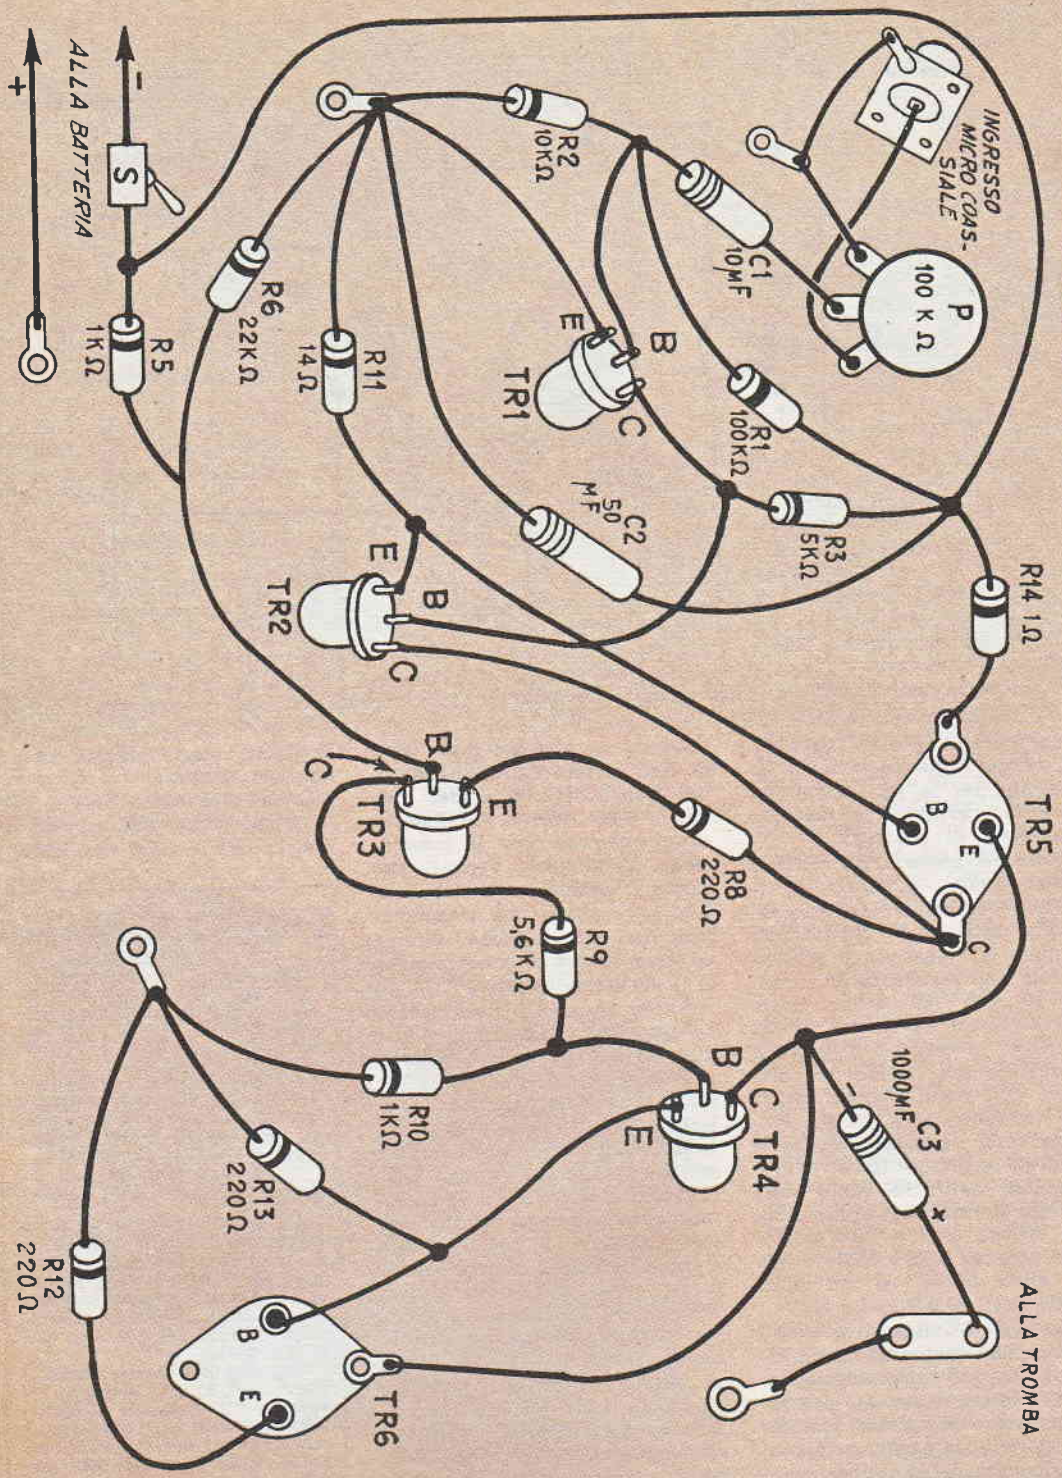 INGRESSO
MICRO COAS-
SIALE
P
100 KΩ
C1
10µF
R2
10KΩ
R1
100KΩ
E
B
C
TR1
R3
5KΩ
C2
50
µF
R14 1Ω
R11
14Ω
R6
22KΩ
-
S
ALLA BATTERIA
+
R5
1KΩ
E
B
C
TR2
TR5
B
E
C
R8
220Ω
B
C
E
TR3
R9
5,6KΩ
C3
1000µF
-
+
B
C
E
TR4
R10
1KΩ
R13
220Ω
R12
220Ω
B
E
TR6
ALLA TROMBA